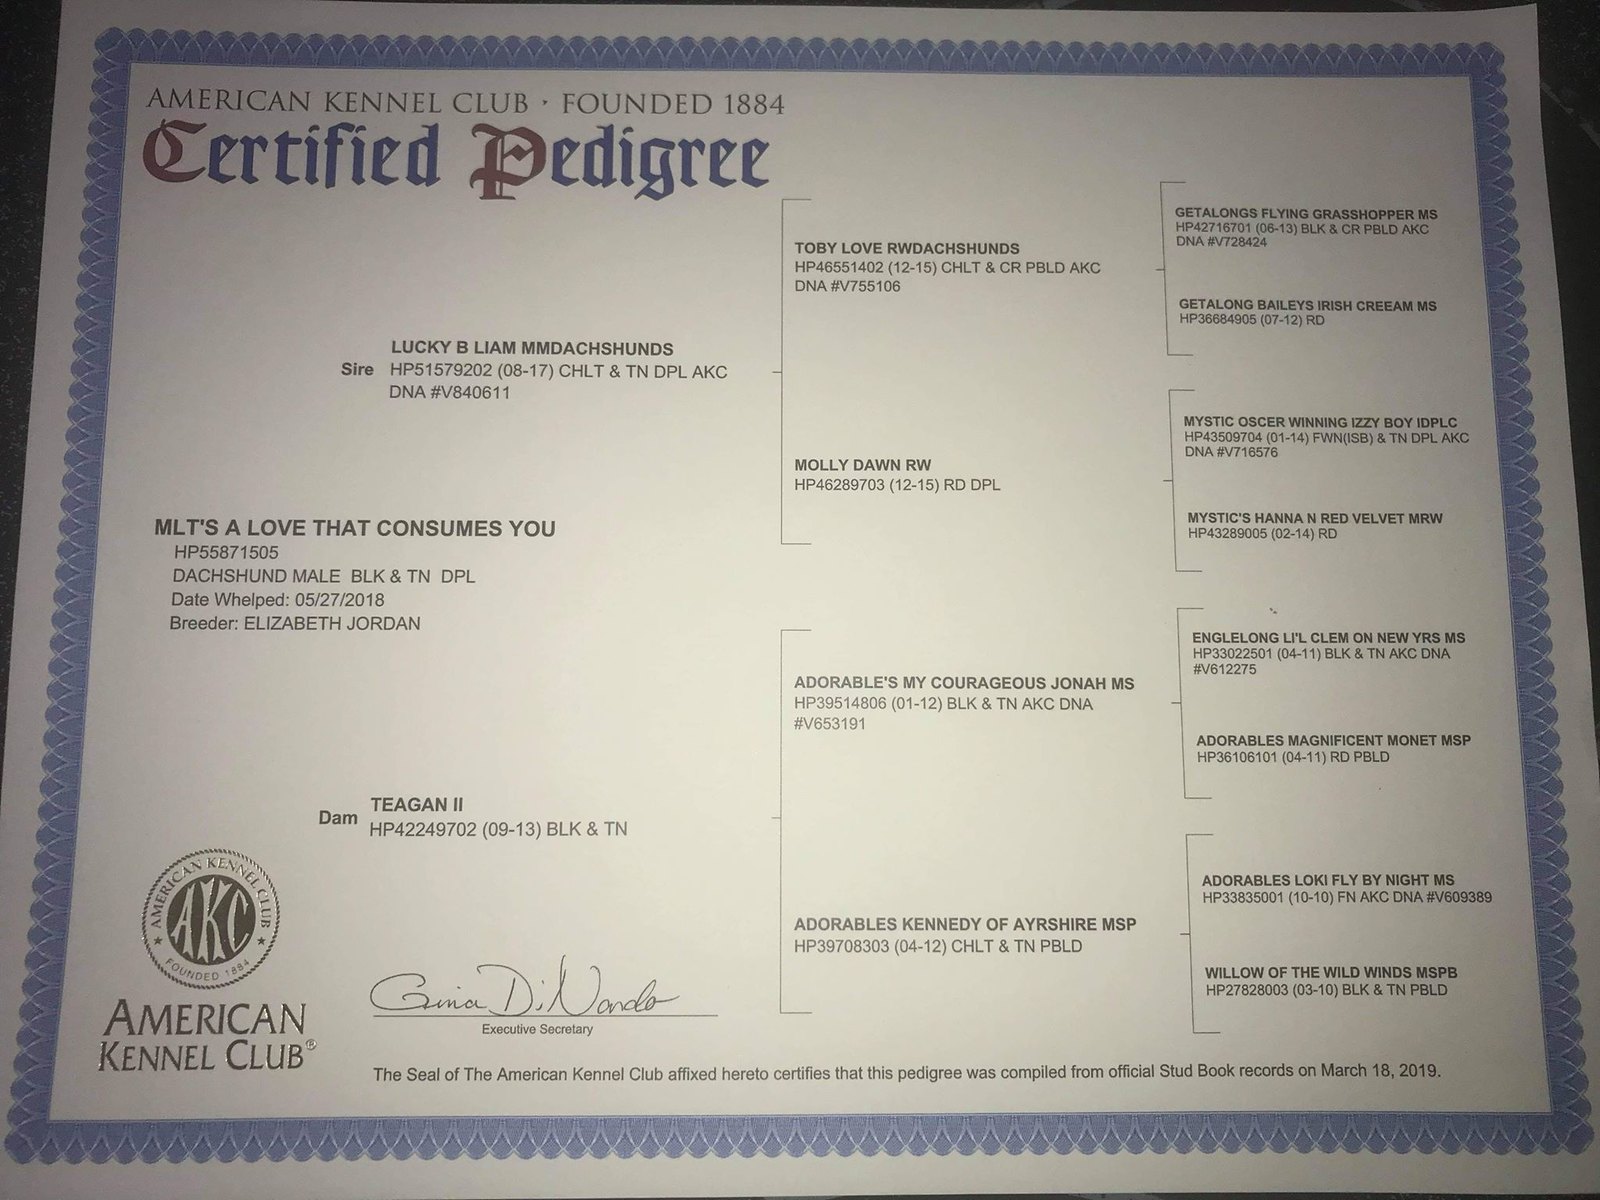 AMERICAN KENNEL CLUB · FOUNDED 1884
Certified Pedigree
GETALONGS FLYING GRASSHOPPER MS
HP42716701 (06-13) BLK & CR PBLD AKC
DNA #V728424
TOBY LOVE RWDACHSHUNDS
HP46551402 (12-15) CHLT & CR PBLD AKC
DNA #V755106
GETALONG BAILEYS IRISH CREEAM MS
HP36684905 (07-12) RD
LUCKY B LIAM MMDACHSHUNDS
Sire HP51579202 (08-17) CHLT & TN DPL AKC
DNA #V840611
MYSTIC OSCER WINNING IZZY BOY IDPLC
HP43509704 (01-14) FWN(ISB) & TN DPL AKC
DNA #V716576
MOLLY DAWN RW
HP46289703 (12-15) RD DPL
MYSTIC'S HANNA N RED VELVET MRW
HP43289005 (02-14) RD
MLT'S A LOVE THAT CONSUMES YOU
HP55871505
DACHSHUND MALE BLK & TN DPL
Date Whelped: 05/27/2018
Breeder: ELIZABETH JORDAN
ENGLELONG LI'L CLEM ON NEW YRS MS
HP33022501 (04-11) BLK & TN AKC DNA
#V612275
ADORABLE'S MY COURAGEOUS JONAH MS
HP39514806 (01-12) BLK & TN AKC DNA
#V653191
ADORABLES MAGNIFICENT MONET MSP
HP36106101 (04-11) RD PBLD
TEAGAN II
Dam HP42249702 (09-13) BLK & TN
ADORABLES LOKI FLY BY NIGHT MS
HP33835001 (10-10) FN AKC DNA #V609389
ADORABLES KENNEDY OF AYRSHIRE MSP
HP39708303 (04-12) CHLT & TN PBLD
WILLOW OF THE WILD WINDS MSPB
HP27828003 (03-10) BLK & TN PBLD
AMERICAN KENNEL CLUB
AKC
FOUNDED 1884
AMERICAN
KENNEL CLUB®
Gina DiNardo
Executive Secretary
The Seal of The American Kennel Club affixed hereto certifies that this pedigree was compiled from official Stud Book records on March 18, 2019.